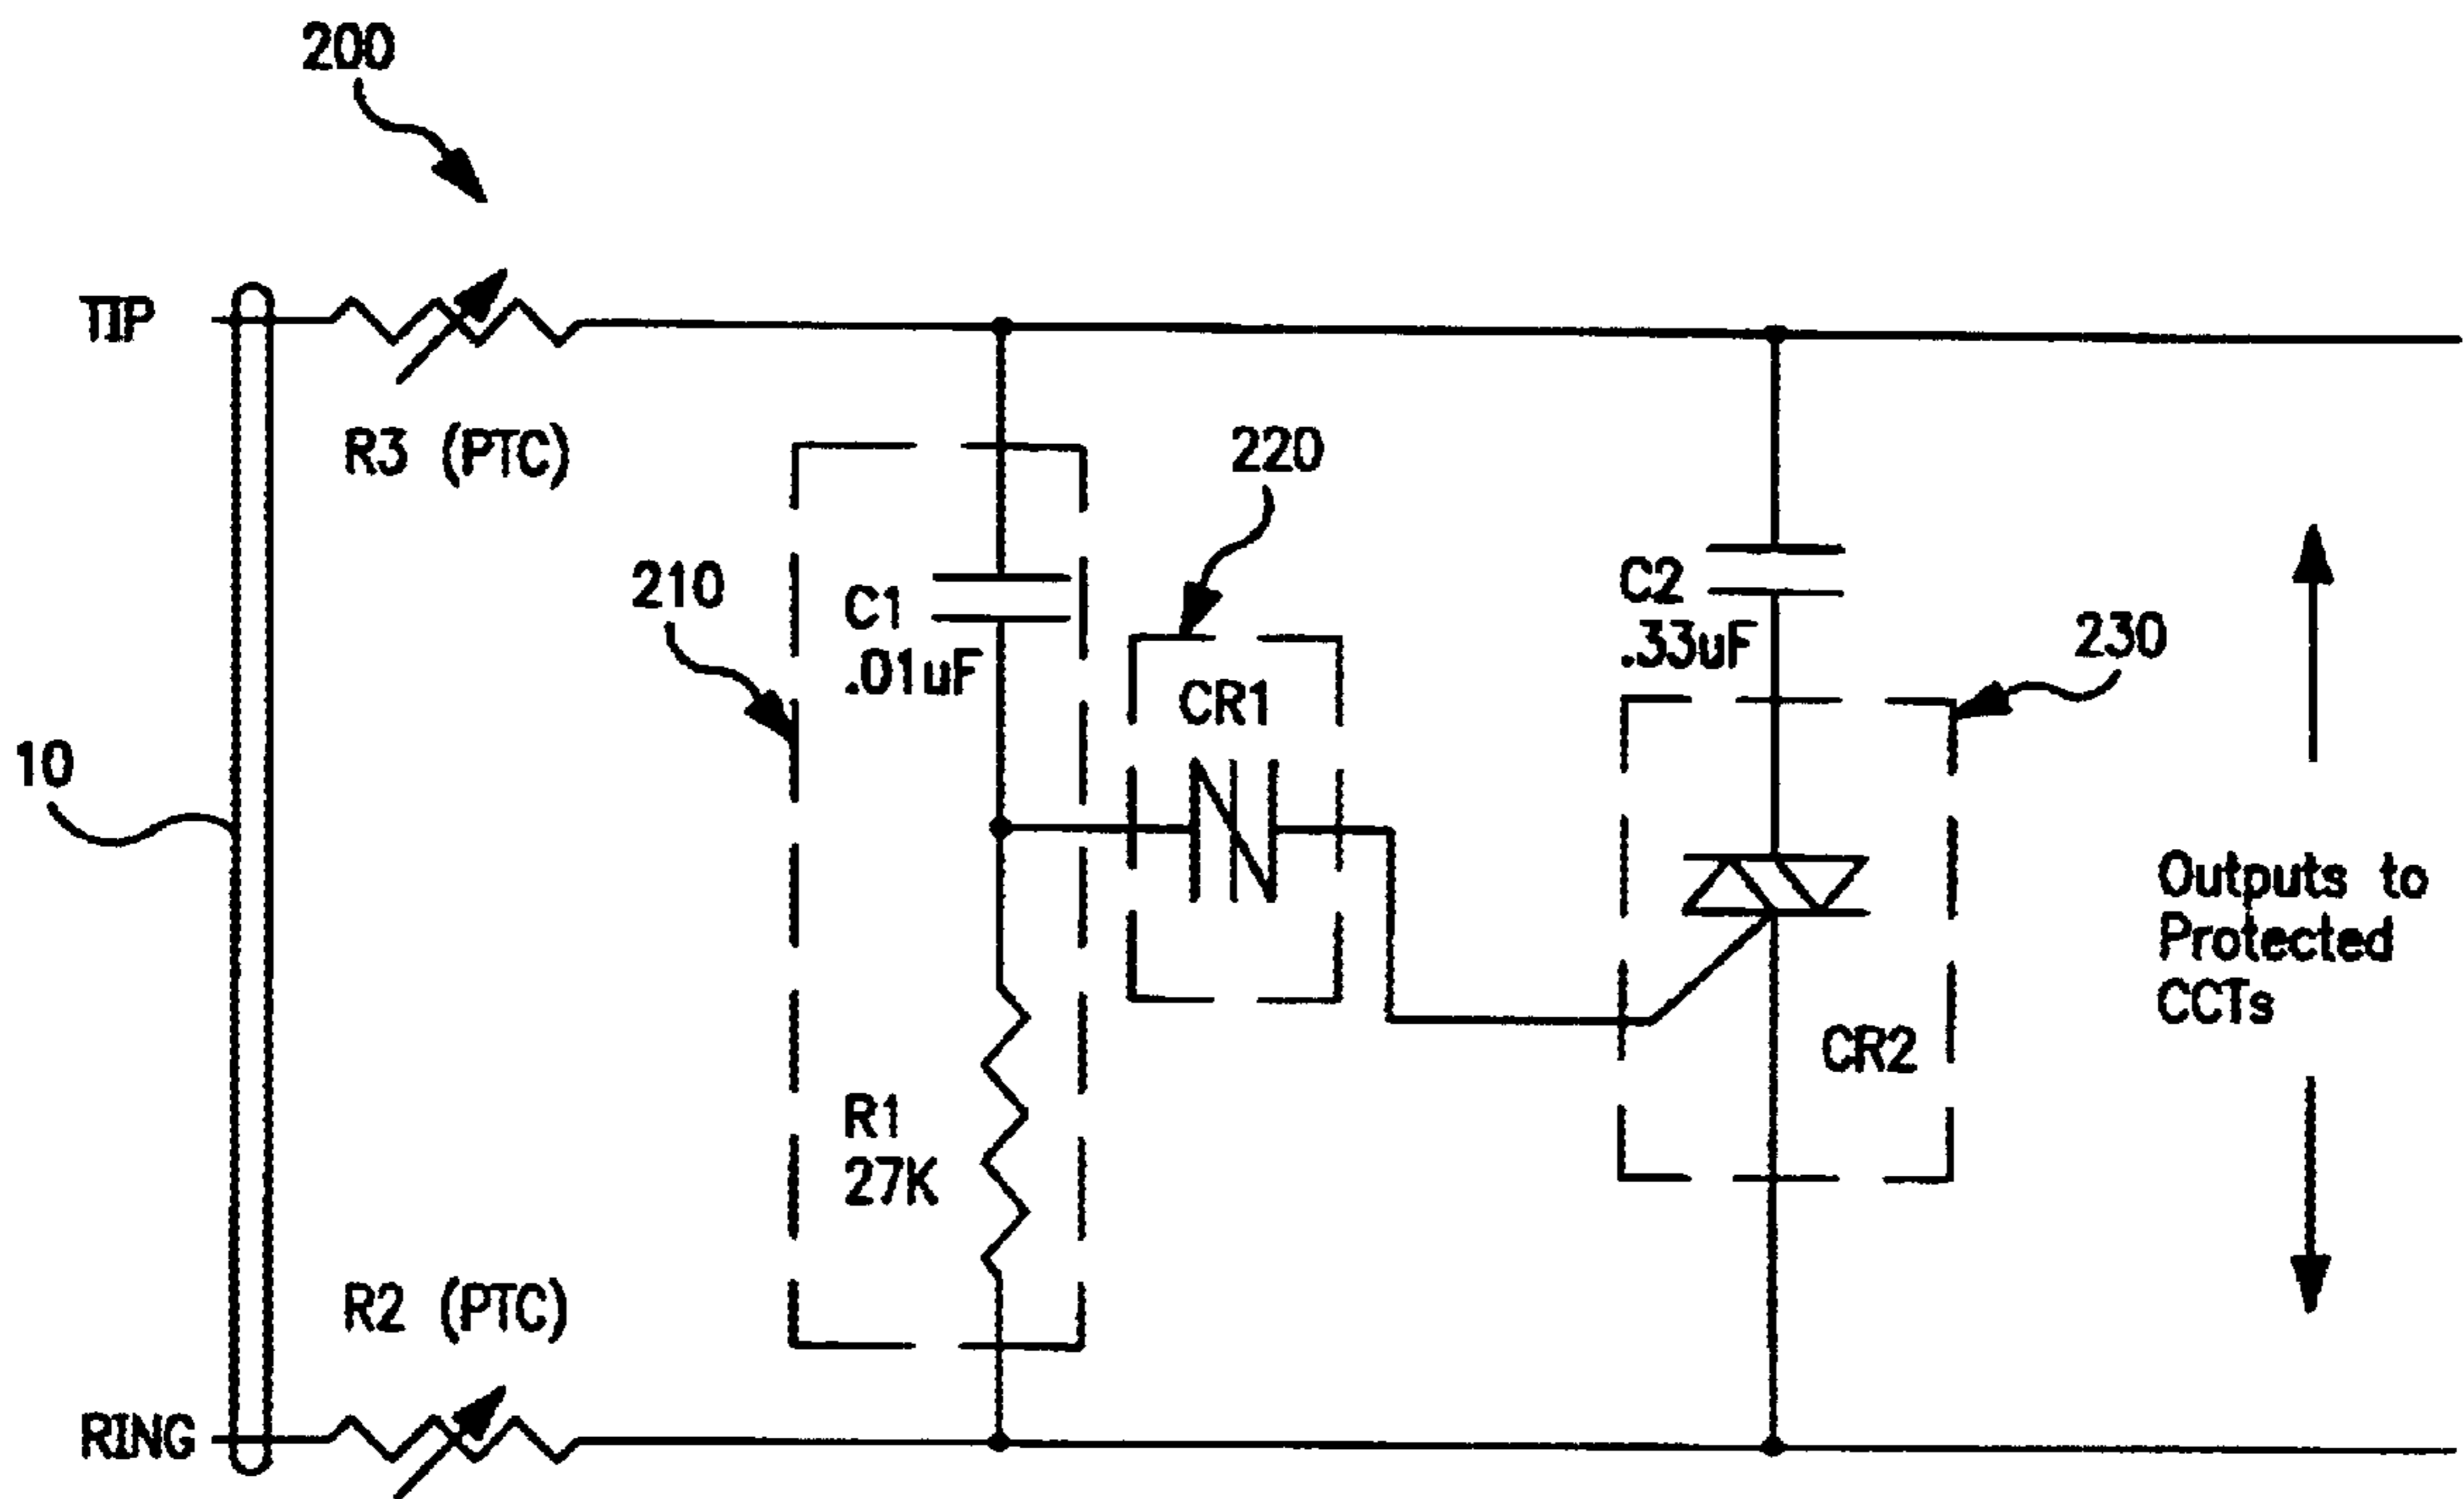 200
TIP
R3 (PTC)
220
210
C1
.01uF
C2
.33uF
230
CR1
10
Outputs to
Protected
CCTs
CR2
R1
27K
R2 (PTC)
RING